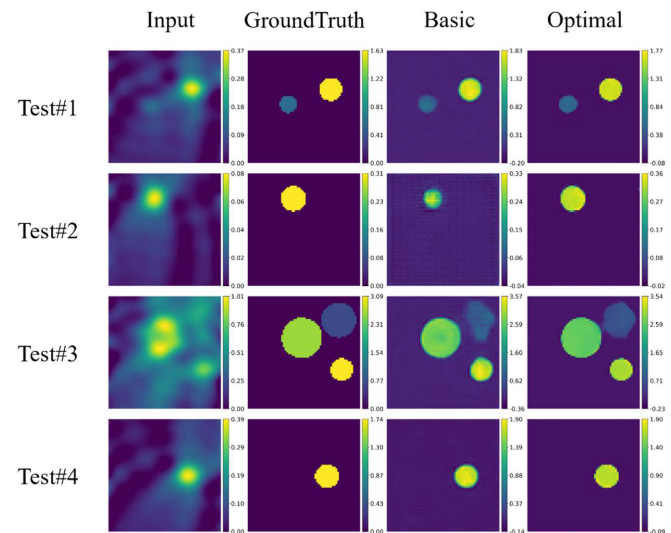 Input GroundTruth Basic Optimal
Test#1
0.37 0.28 0.18 0.09 0.00
1.63 1.22 0.81 0.41 0.00
1.83 1.32 0.82 0.31 -0.20
1.77 1.31 0.84 0.38 -0.08
Test#2
0.08 0.06 0.04 0.02 0.00
0.31 0.23 0.16 0.08 0.00
0.33 0.24 0.15 0.05 -0.04
0.36 0.26 0.17 0.07 -0.02
Test#3
1.01 0.76 0.51 0.25 0.00
3.09 2.31 1.54 0.77 0.00
3.57 2.59 1.60 0.62 -0.36
3.54 2.59 1.65 0.71 -0.23
Test#4
0.39 0.29 0.19 0.10 0.00
1.74 1.31 0.87 0.44 0.00
1.90 1.39 0.88 0.37 -0.14
1.90 1.40 0.90 0.41 -0.09